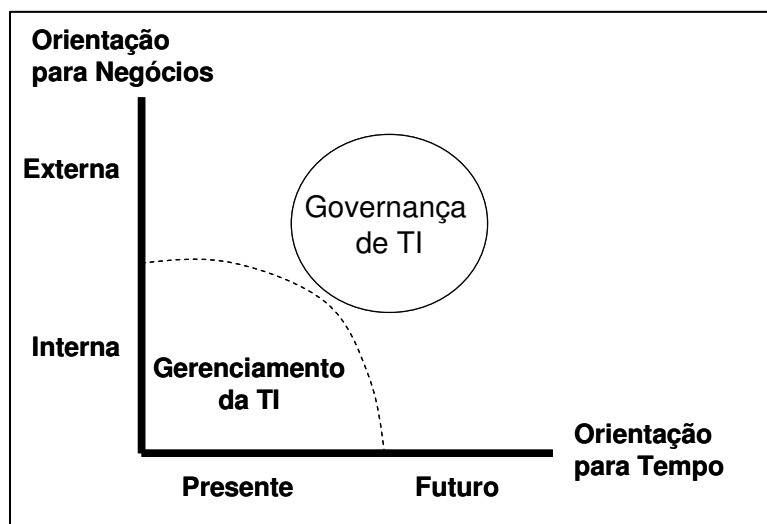 Orientação
para Negócios
Externa
Governança
de TI
Interna
Gerenciamento
da TI
Orientação
para Tempo
Presente
Futuro